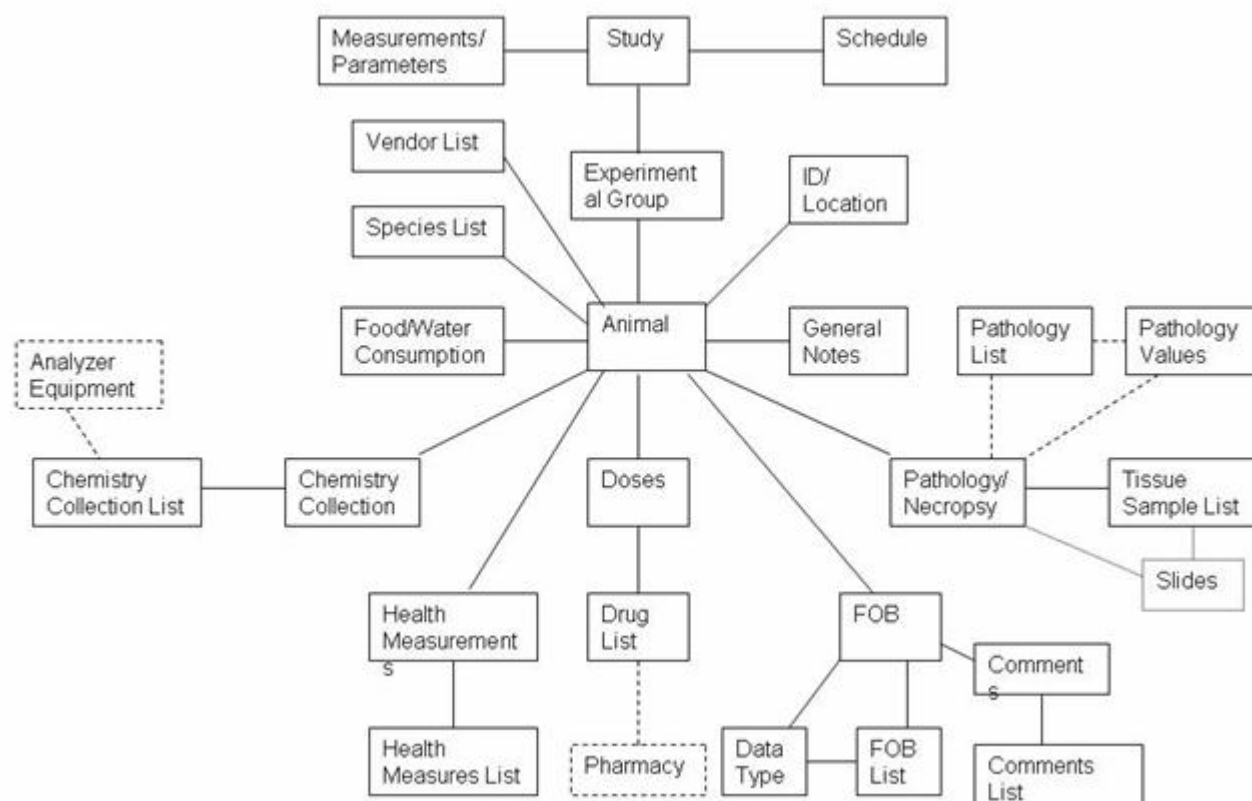 Measurements/
Parameters
Study
Schedule
Vendor List
Experiment
al Group
ID/
Location
Species List
Food/Water
Consumption
Animal
General
Notes
Pathology
List
Pathology
Values
Analyzer
Equipment
Chemistry
Collection List
Chemistry
Collection
Doses
Pathology/
Necropsy
Tissue
Sample List
Slides
Health
Measurement
s
Drug
List
FOB
Comment
s
Health
Measures List
Pharmacy
Data
Type
FOB
List
Comments
List